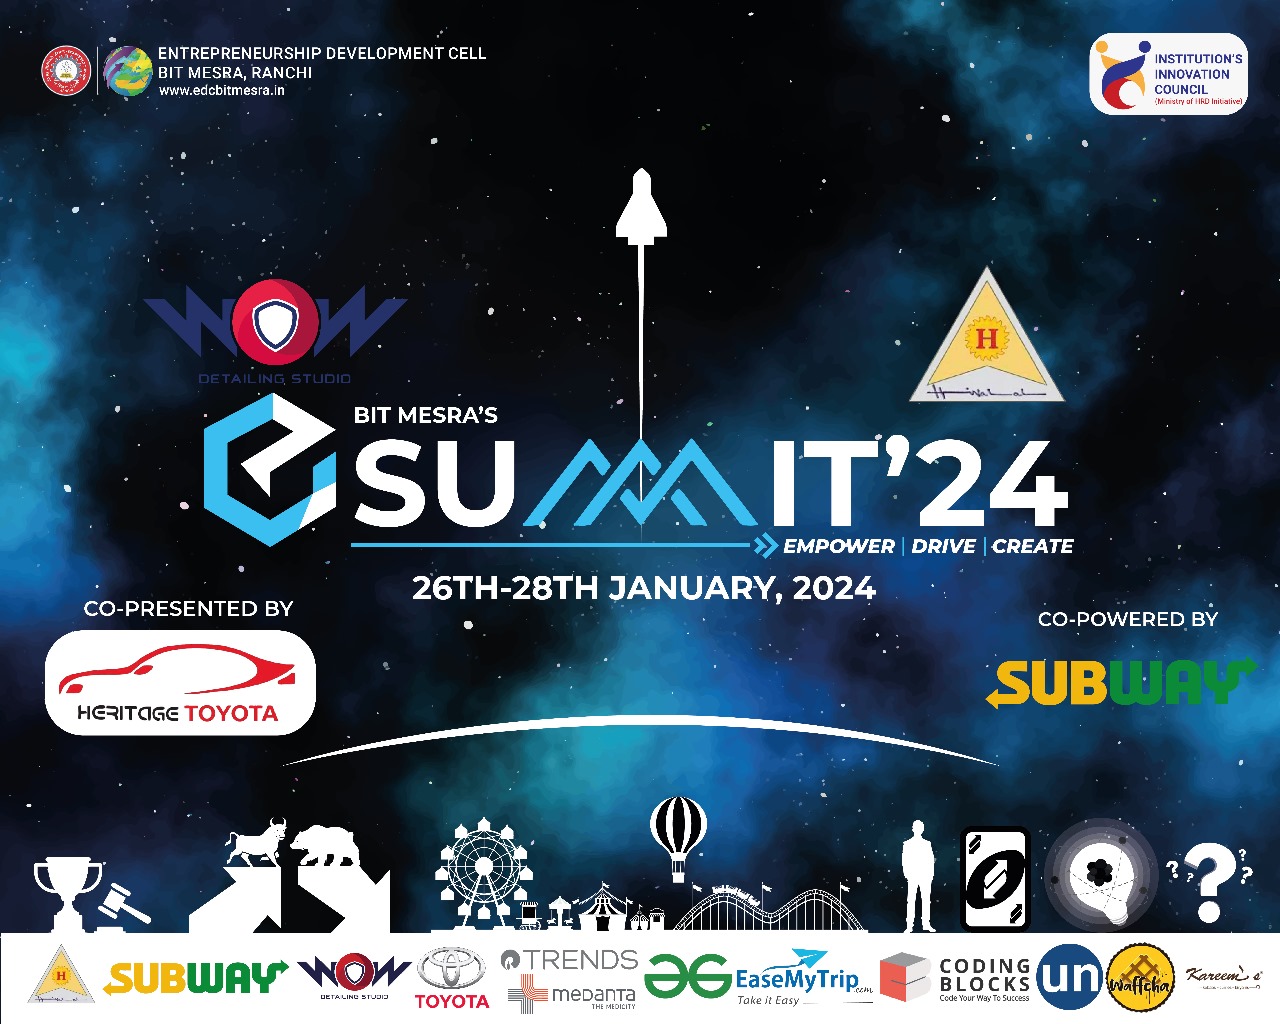 ENTREPRENEURSHIP DEVELOPMENT CELL
BIT MESRA, RANCHI
www.edcbitmesra.in
INSTITUTION'S
INNOVATION
COUNCIL
(Ministry of HRD Initiative)
WOW
DETAILING STUDIO
H
BIT MESRA'S
SUMMIT'24
EMPOWER | DRIVE | CREATE
26TH-28TH JANUARY, 2024
CO-PRESENTED BY
HERITAGE TOYOTA
CO-POWERED BY
SUBWAY
H
SUBWAY
WOW
DETAILING STUDIO
TOYOTA
TRENDS
medanta
THE MEDICITY
EaseMyTrip.com
Take it Easy
CODING
BLOCKS
Code Your Way To Success
un
Waffcha
Kareem's